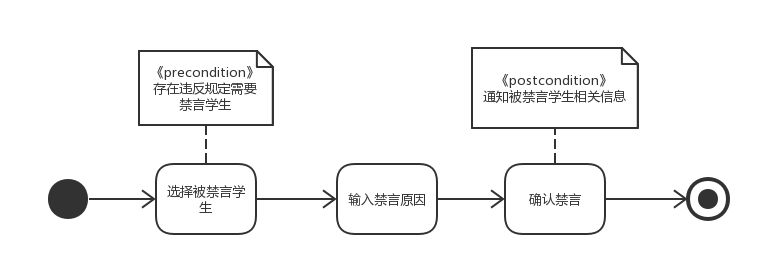 《precondition》
存在违反规定需要
禁言学生
《postcondition》
通知被禁言学生相关信息
选择被禁言学
生
输入禁言原因
确认禁言